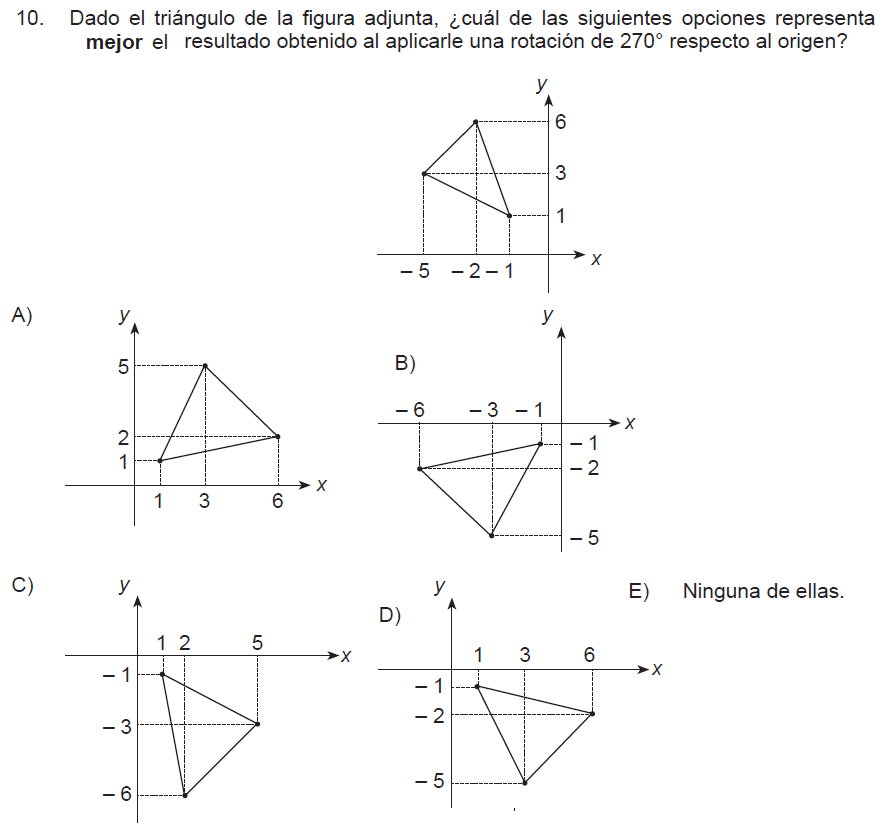 10. Dado el triángulo de la figura adjunta, ¿cuál de las siguientes opciones representa
mejor el resultado obtenido al aplicarle una rotación de 270° respecto al origen?
y
6
3
1
– 5 – 2 – 1 x
A) y
5
2
1
1 3 6 x
y
B)
– 6 – 3 – 1
x
– 1
– 2
– 5
C) y
1 2 5
x
– 1
– 3
– 6
y
D)
1 3 6
x
– 1
– 2
– 5
E) Ninguna de ellas.